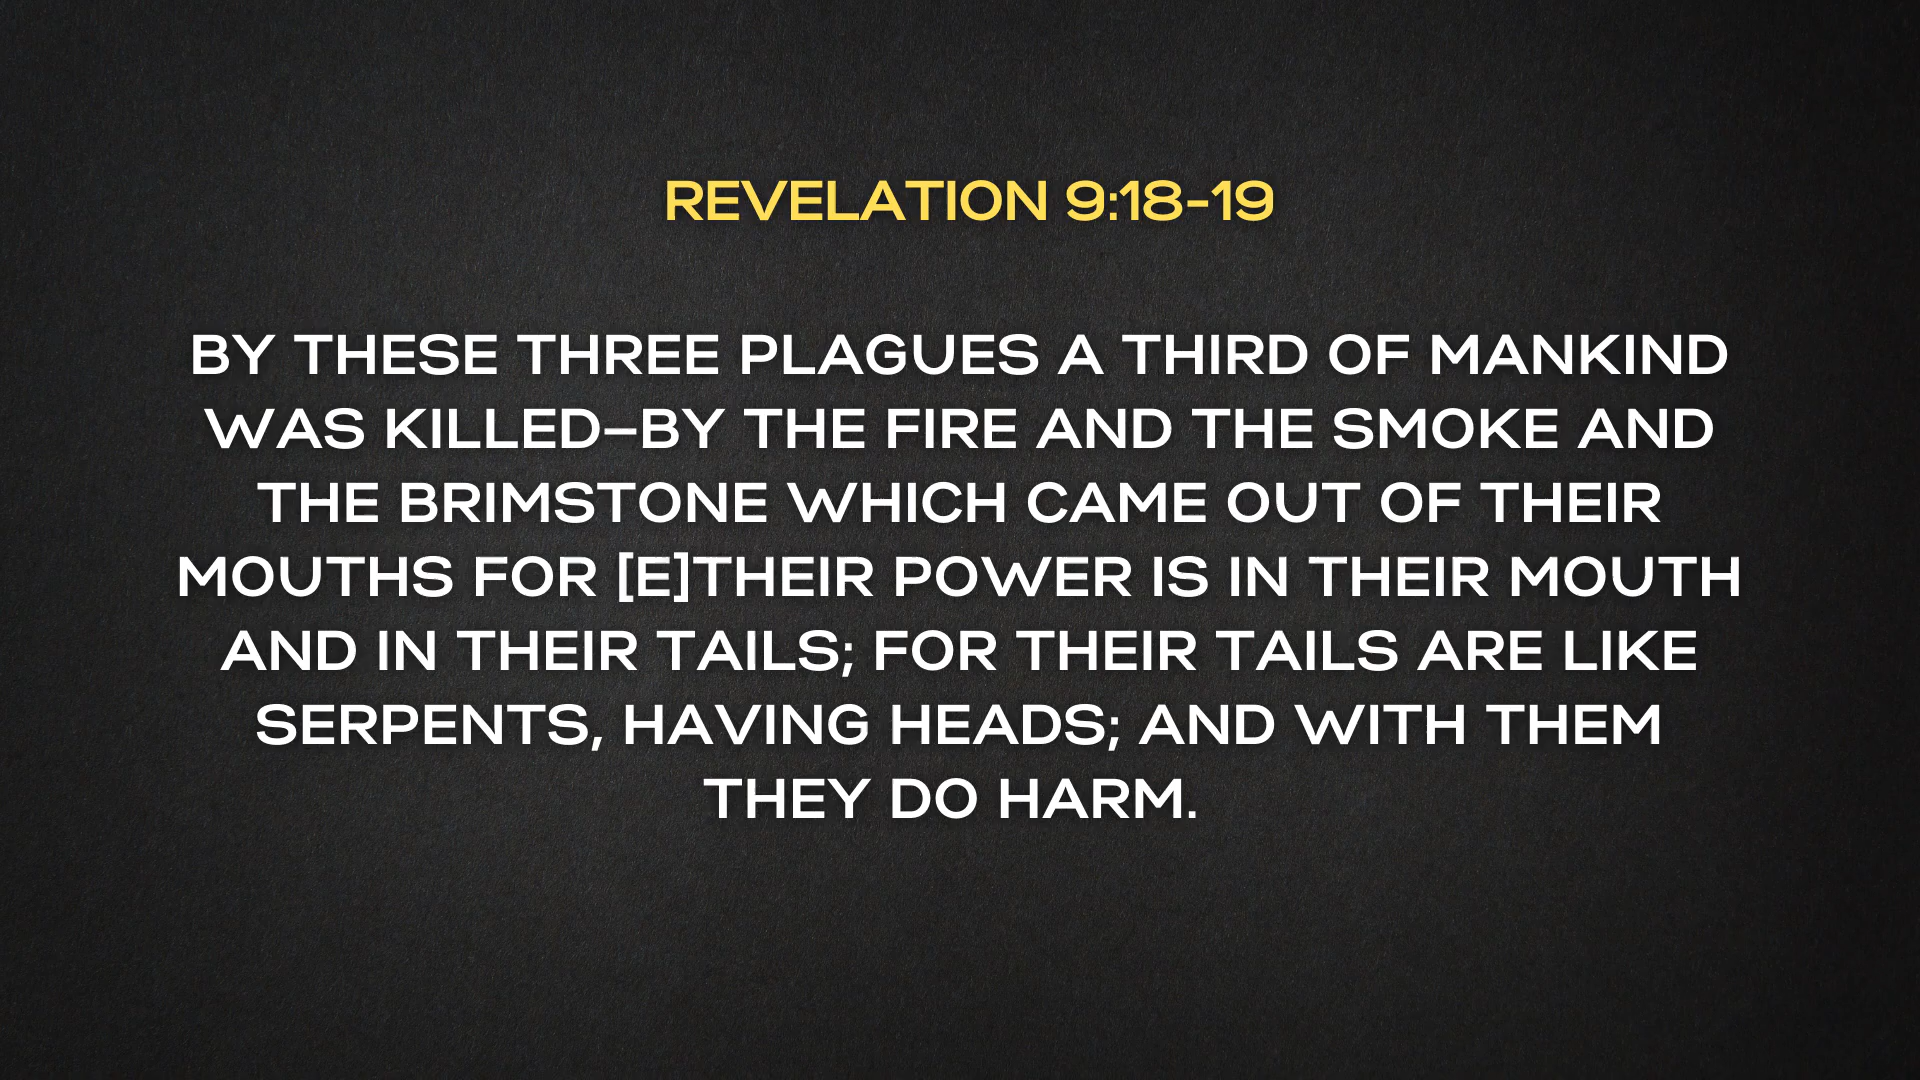 REVELATION 9:18-19
BY THESE THREE PLAGUES A THIRD OF MANKIND
WAS KILLED—BY THE FIRE AND THE SMOKE AND
THE BRIMSTONE WHICH CAME OUT OF THEIR
MOUTHS FOR [E]THEIR POWER IS IN THEIR MOUTH
AND IN THEIR TAILS; FOR THEIR TAILS ARE LIKE
SERPENTS, HAVING HEADS; AND WITH THEM
THEY DO HARM.